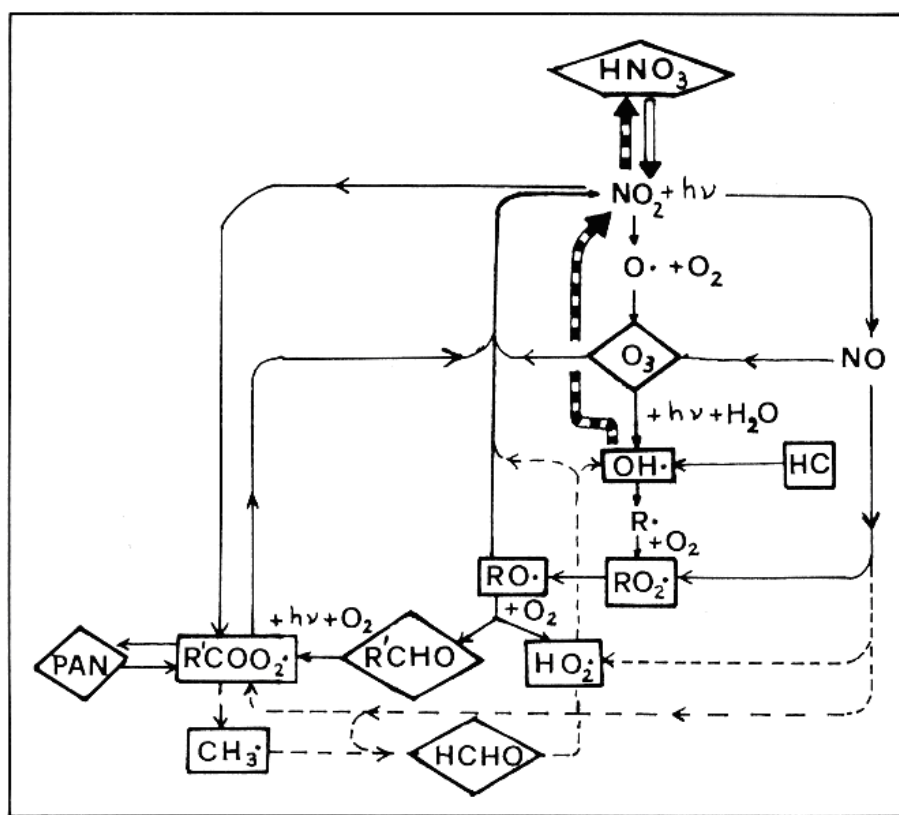 HNO₃
NO₂ + hν
O· + O₂
O₃
NO
+ hν + H₂O
OH·
HC
R·
+ O₂
RO·
RO₂·
+ O₂
+ hν + O₂
PAN
R'COO₂·
R'CHO
HO₂·
CH₃·
HCHO